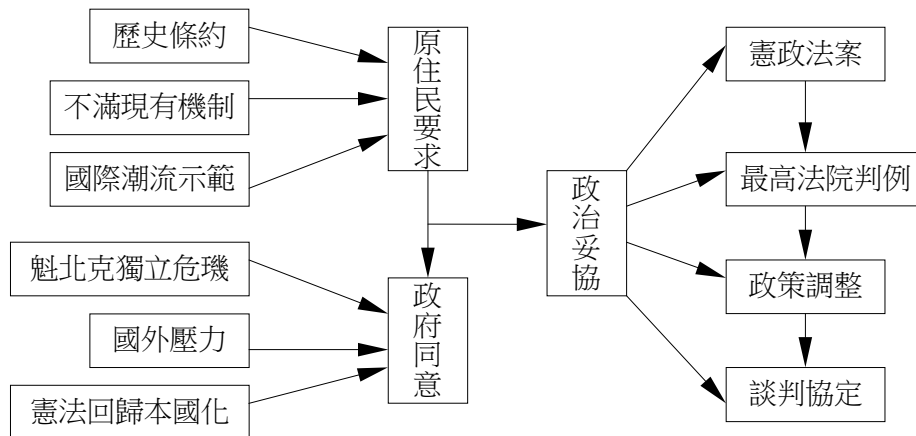 歷史條約
不滿現有機制
國際潮流示範
原住民要求
魁北克獨立危璣
國外壓力
憲法回歸本國化
政府同意
政治妥協
憲政法案
最高法院判例
政策調整
談判協定